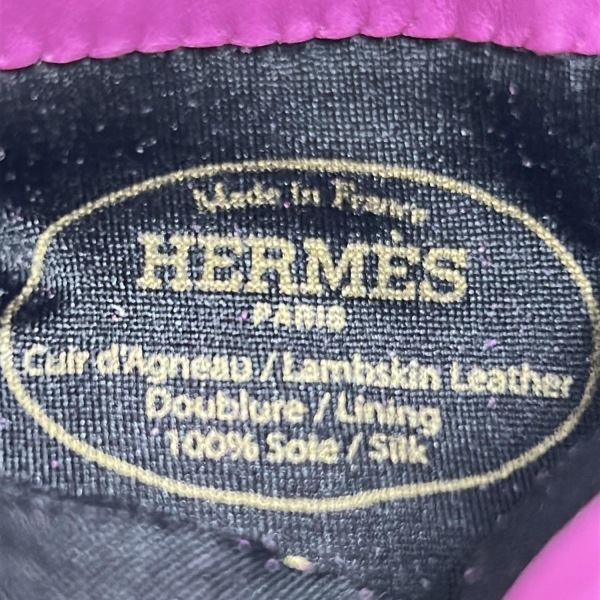 Made In France
HERMÈS
PARIS
Cuir d'Agneau / Lambskin Leather
Doublure / Lining
100% Soie / Silk